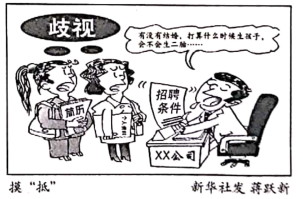 歧视
有没有结婚，打算什么时候生孩子，
会不会生二胎……
招聘
条件
简历
XX公司
摸“抵” 新华社发 蒋跃新